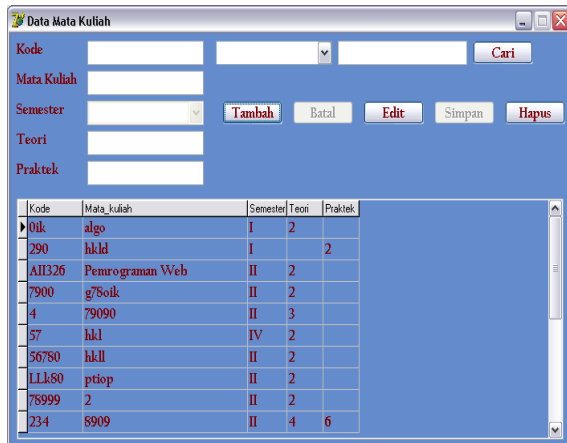 Data Mata Kuliah
Kode Cari
Mata Kuliah
Semester Tambah Batal Edit Simpan Hapus
Teori
Praktek
Kode Mata_kuliah Semester Teori Praktek
0ik algo I 2
290 hkld I 2
AII326 Pemrograman Web II 2
7900 g78oik II 2
4 79090 II 3
57 hkl IV 2
56780 hkll II 2
LLk80 ptiop II 2
78999 2 II 2
234 8909 II 4 6